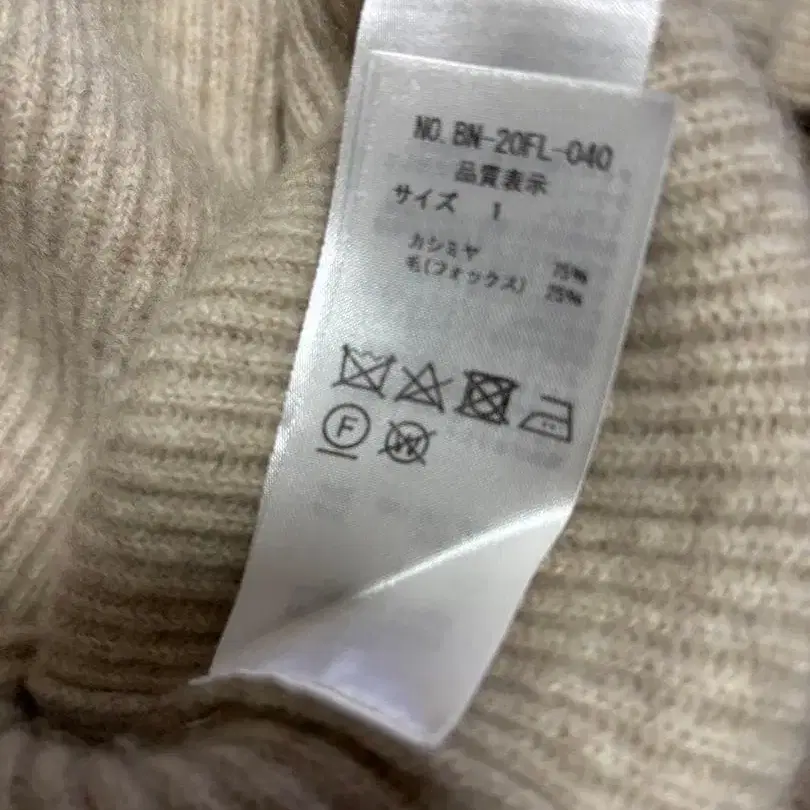 NO. BN-20FL-040
品質表示
サイズ 1
カシミヤ 75%
毛(フォックス) 25%
F W